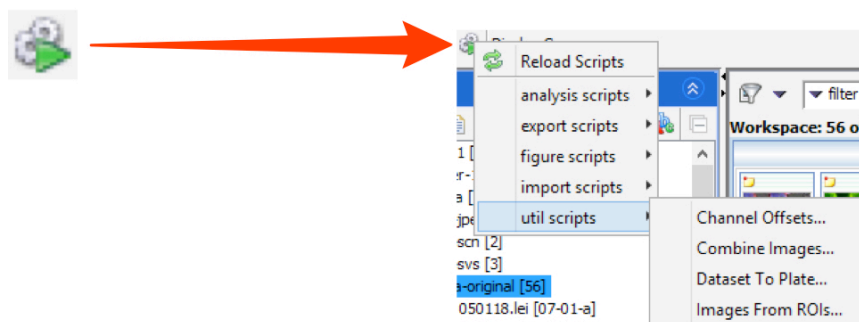 Reload Scripts
analysis scripts
filter
export scripts
Workspace: 56 o
1 [
figure scripts
import scripts
a [
util scripts
Channel Offsets...
scn [2]
Combine Images...
svs [3]
Dataset To Plate...
a-original [56]
050118.lei [07-01-a]
Images From ROIs...